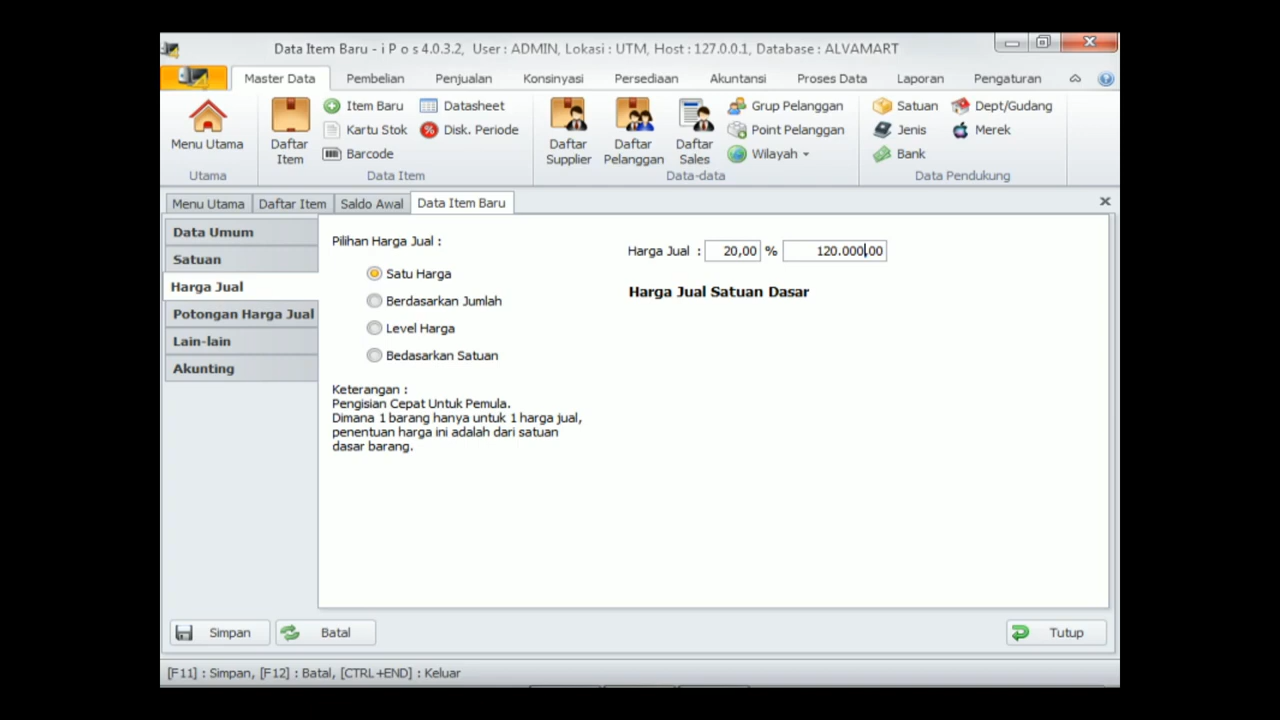 Data Item Baru - i P o s 4.0.3.2, User : ADMIN, Lokasi : UTM, Host : 127.0.0.1, Database : ALVAMART
Master Data Pembelian Penjualan Konsinyasi Persediaan Akuntansi Proses Data Laporan Pengaturan
Menu Utama
Utama
Daftar Item
Item Baru
Kartu Stok
Barcode
Datasheet
Disk. Periode
Data Item
Daftar Supplier
Daftar Pelanggan
Daftar Sales
Grup Pelanggan
Point Pelanggan
Wilayah
Data-data
Satuan
Jenis
Bank
Dept/Gudang
Merek
Data Pendukung
Menu Utama Daftar Item Saldo Awal Data Item Baru
Data Umum
Satuan
Harga Jual
Potongan Harga Jual
Lain-lain
Akunting
Pilihan Harga Jual :
Satu Harga
Berdasarkan Jumlah
Level Harga
Bedasarkan Satuan
Keterangan :
Pengisian Cepat Untuk Pemula.
Dimana 1 barang hanya untuk 1 harga jual,
penentuan harga ini adalah dari satuan
dasar barang.
Harga Jual : 20,00 % 120.000,00
Harga Jual Satuan Dasar
Simpan Batal Tutup
[F11] : Simpan, [F12] : Batal, [CTRL+END] : Keluar